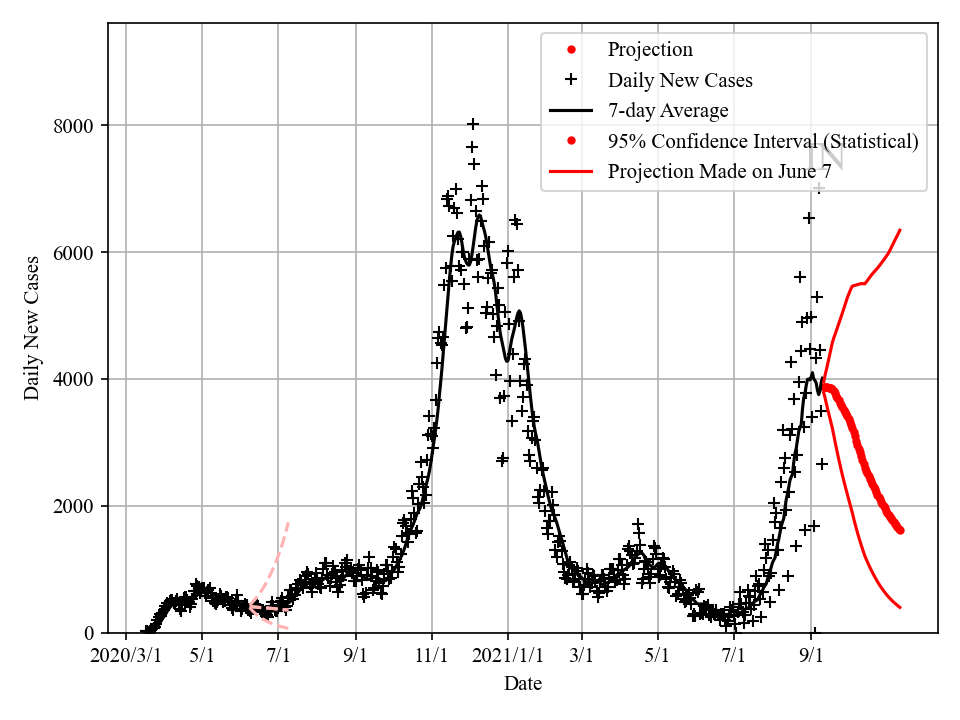 Projection
Daily New Cases
7-day Average
95% Confidence Interval (Statistical)
Projection Made on June 7
IN
8000
6000
4000
2000
0
Daily New Cases
2020/3/1 5/1 7/1 9/1 11/1 2021/1/1 3/1 5/1 7/1 9/1
Date